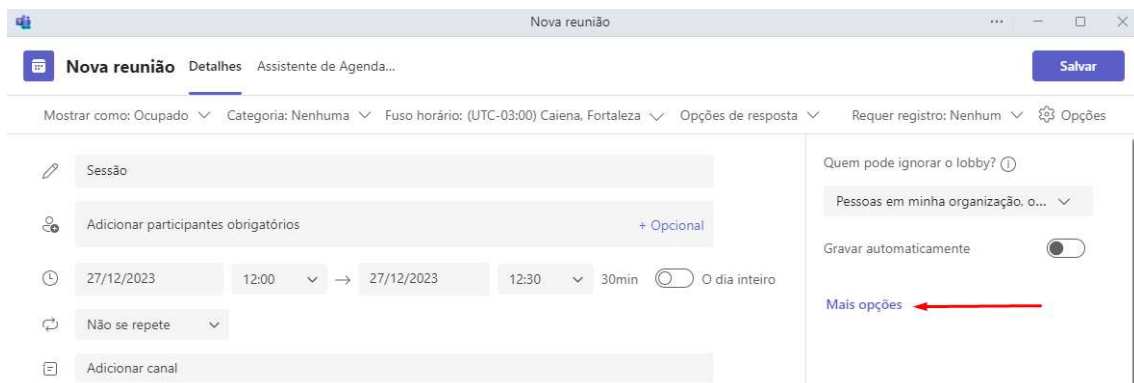 Nova reunião
Nova reunião Detalhes Assistente de Agenda... Salvar
Mostrar como: Ocupado Categoria: Nenhuma Fuso horário: (UTC-03:00) Caiena, Fortaleza Opções de resposta Requer registro: Nenhum Opções
Sessão
Adicionar participantes obrigatórios + Opcional
27/12/2023 12:00 → 27/12/2023 12:30 30min O dia inteiro
Não se repete
Adicionar canal
Quem pode ignorar o lobby?
Pessoas em minha organização, o...
Gravar automaticamente
Mais opções